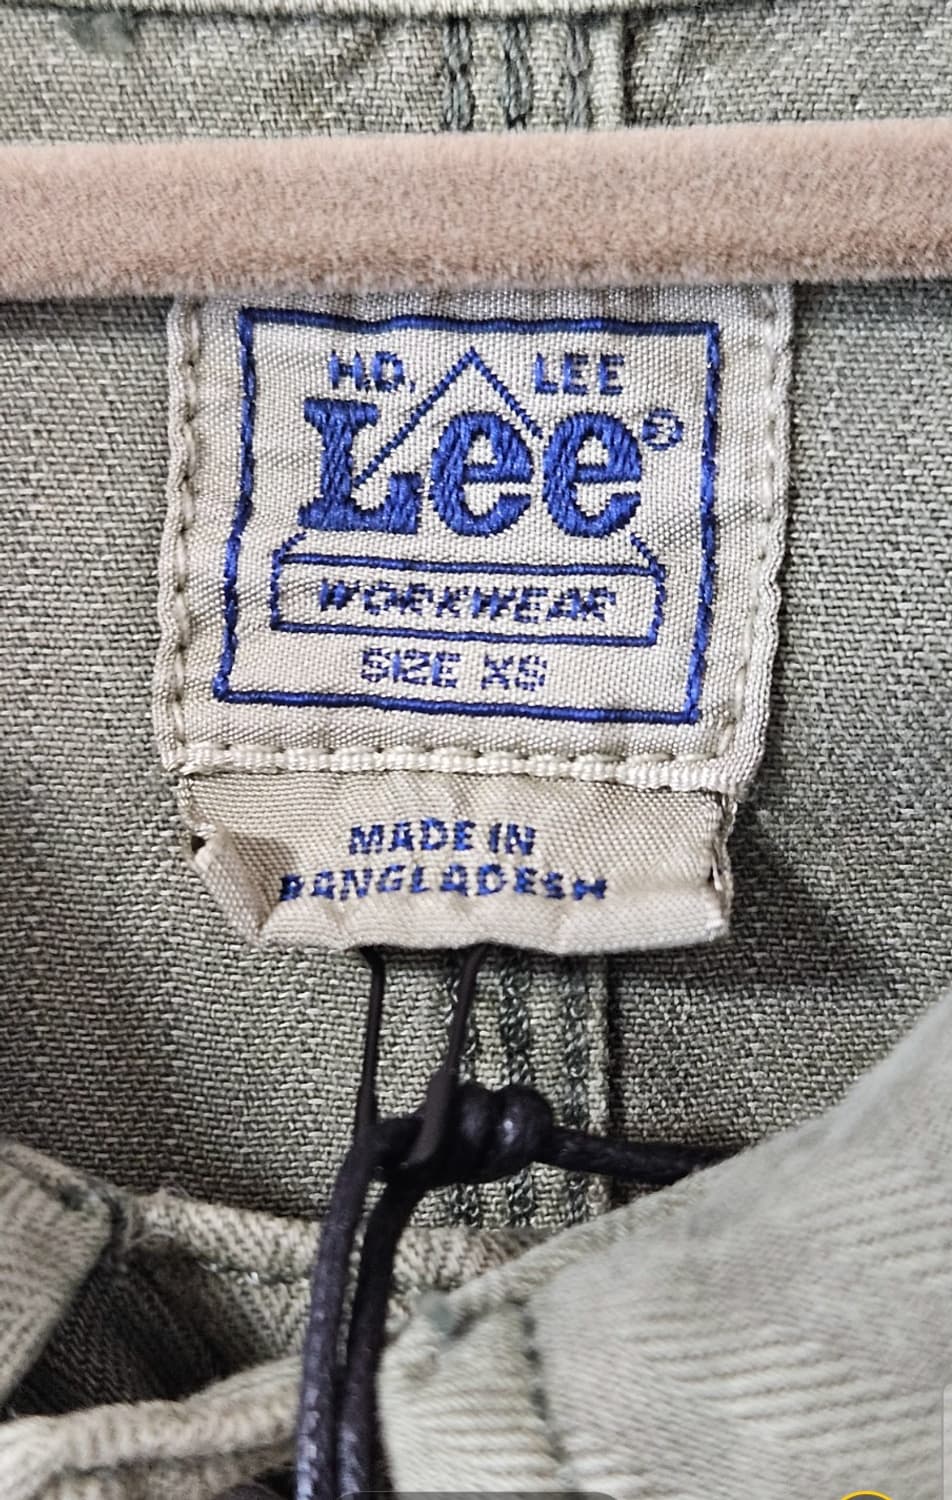 H.D. LEE
Lee®
WORKWEAR
SIZE XS
MADE IN
BANGLADESH